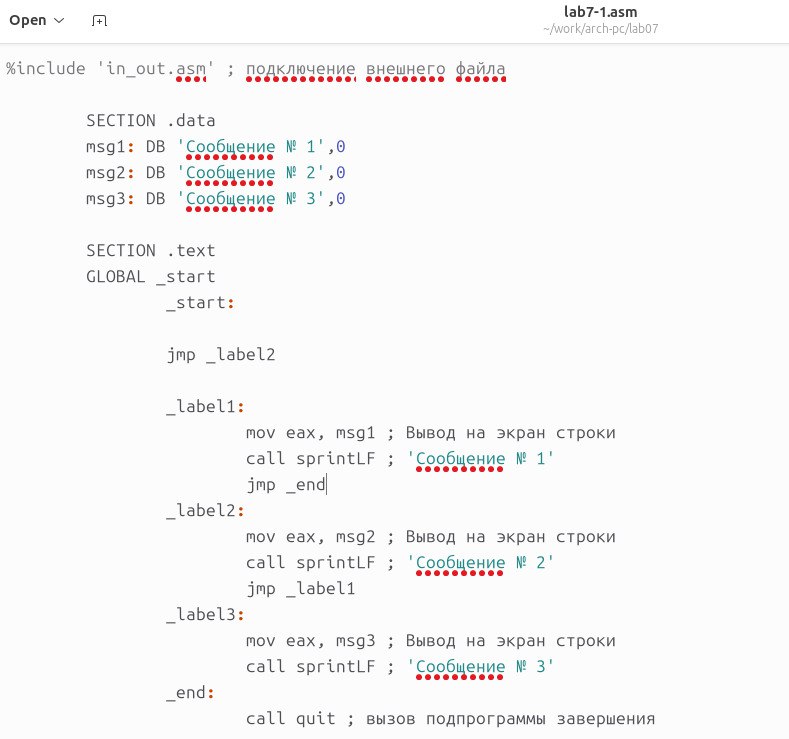 Open
lab7-1.asm
~/work/arch-pc/lab07
%include 'in_out.asm' ; подключение внешнего файла
SECTION .data
msg1: DB 'Сообщение № 1',0
msg2: DB 'Сообщение № 2',0
msg3: DB 'Сообщение № 3',0
SECTION .text
GLOBAL _start
_start:
jmp _label2
_label1:
mov eax, msg1 ; Вывод на экран строки
call sprintLF ; 'Сообщение № 1'
jmp _end
_label2:
mov eax, msg2 ; Вывод на экран строки
call sprintLF ; 'Сообщение № 2'
jmp _label1
_label3:
mov eax, msg3 ; Вывод на экран строки
call sprintLF ; 'Сообщение № 3'
_end:
call quit ; вызов подпрограммы завершения